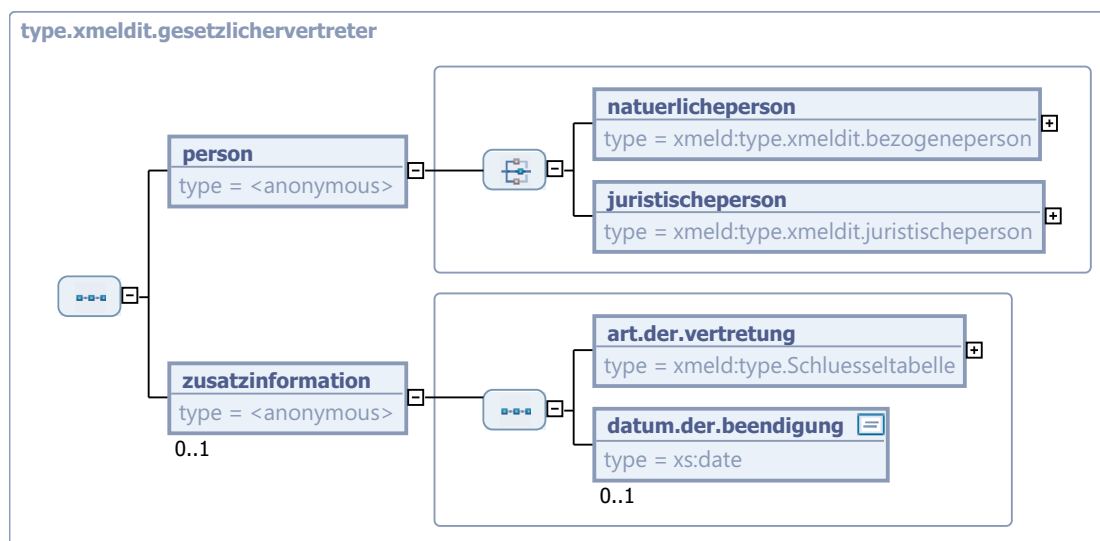 type.xmeldit.gesetzlichervertreter
natuerlicheperson
type = xmeld:type.xmeldit.bezogeneperson
person
type = <anonymous>
juristischeperson
type = xmeld:type.xmeldit.juristischeperson
art.der.vertretung
type = xmeld:type.Schluesseltabelle
zusatzinformation
type = <anonymous>
0..1
datum.der.beendigung
type = xs:date
0..1